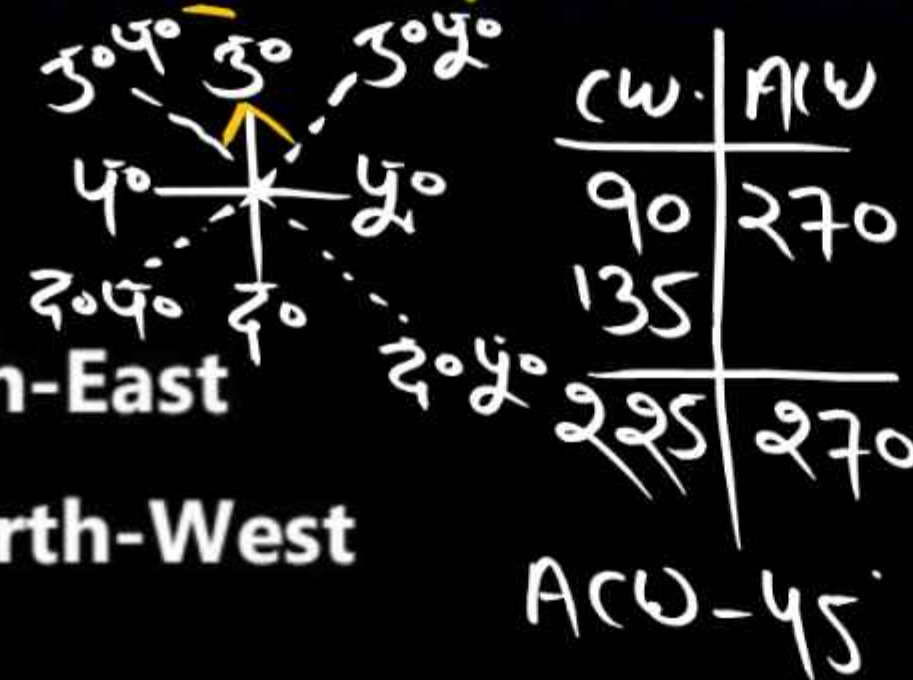 उ०प० उ० उ०पू०
प० पू०
द०प० द० द०पू०
h-East
rth-West
CW. ACW
90 270
135
225 270
ACW-45°